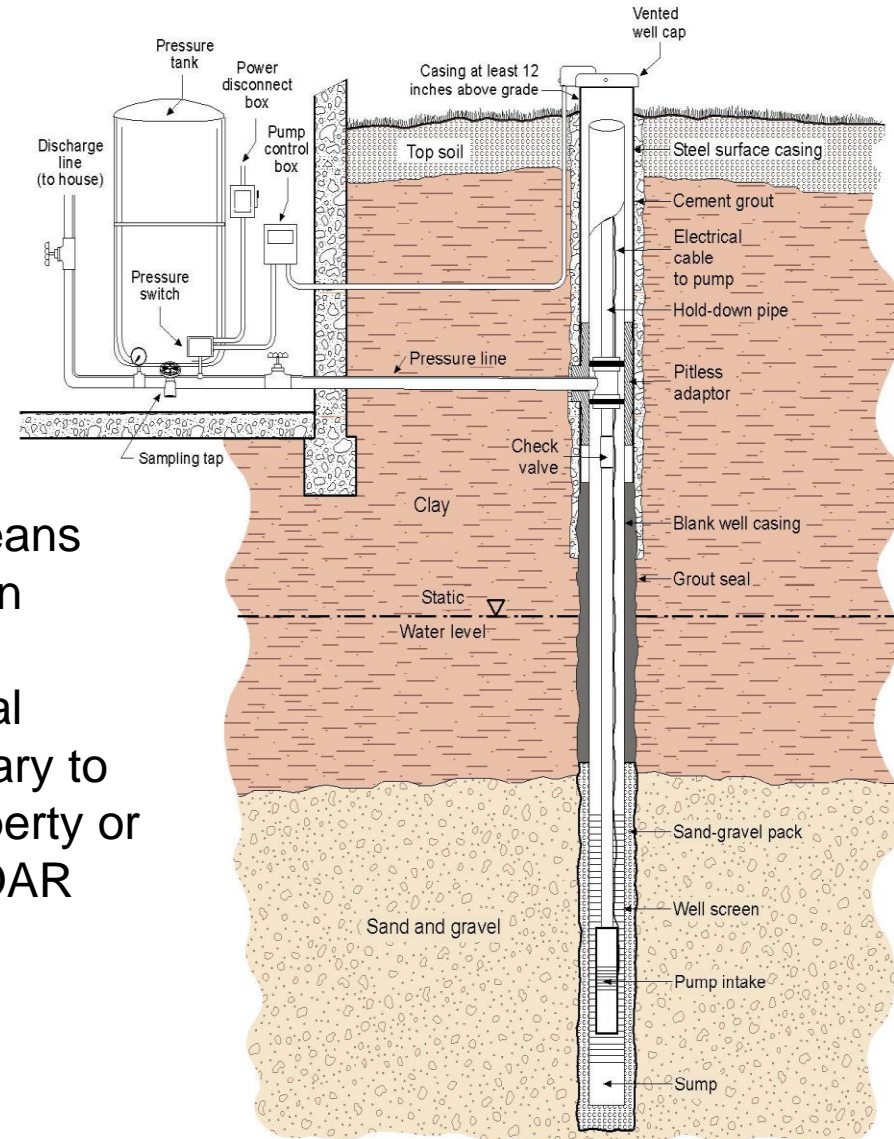 Vented
well cap
Pressure
tank
Power
disconnect
box
Casing at least 12
inches above grade
Pump
control
box
Discharge
line
(to house)
Top soil
Steel surface casing
Cement grout
Electrical
cable
to pump
Pressure
switch
Hold-down pipe
Pressure line
Pitless
adaptor
Sampling tap
Check
valve
Clay
Blank well casing
eans
n
Grout seal
Static
Water level
al
ary to
perty or
OAR
Sand-gravel pack
Well screen
Sand and gravel
Pump intake
Sump